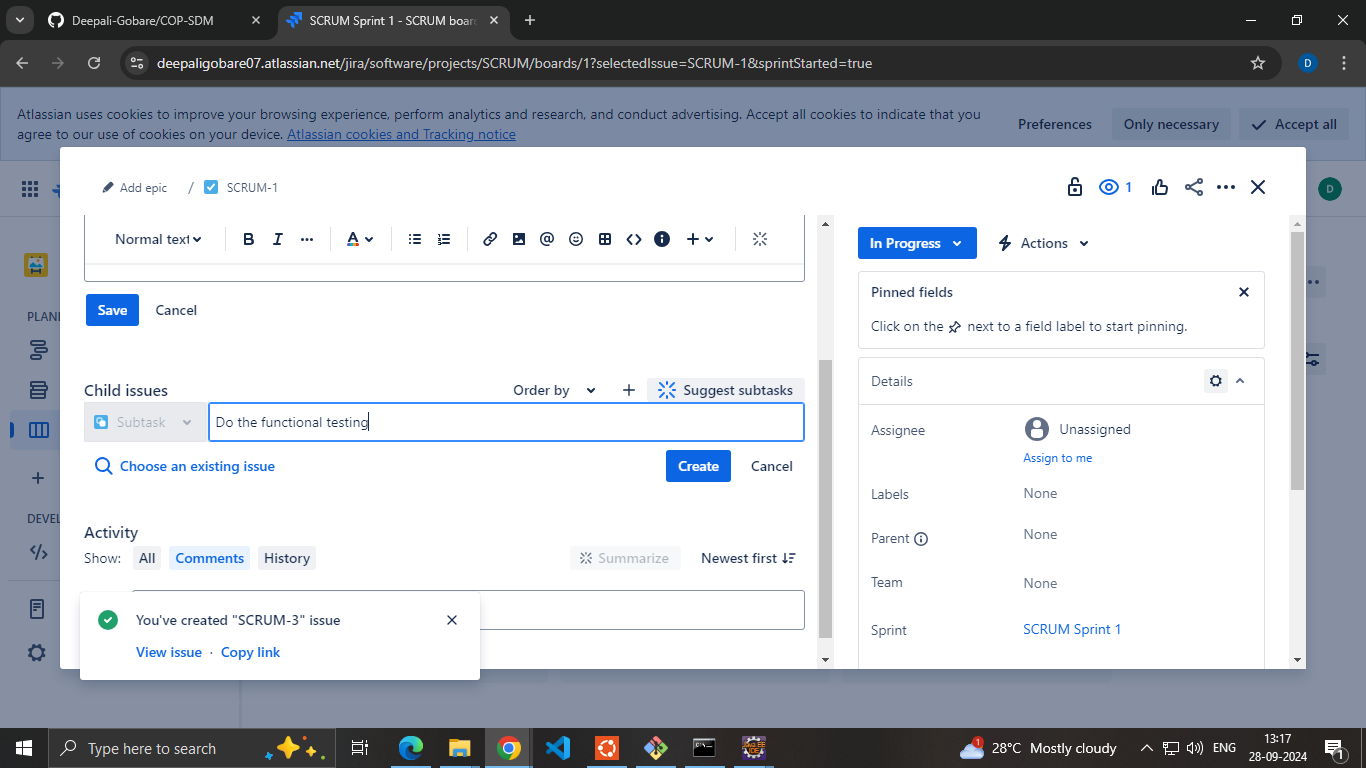 Deepali-Gobare/COP-SDM
SCRUM Sprint 1 - SCRUM board
deepaligobare07.atlassian.net/jira/software/projects/SCRUM/boards/1?selectedIssue=SCRUM-1&sprintStarted=true
D
Atlassian uses cookies to improve your browsing experience, perform analytics and research, and conduct advertising. Accept all cookies to indicate that you
agree to our use of cookies on your device. Atlassian cookies and Tracking notice
Preferences
Only necessary
Accept all
Add epic / SCRUM-1
1
D
Normal text
B I A
Save Cancel
In Progress
Actions
Pinned fields
Click on the next to a field label to start pinning.
PLANN
Child issues
Order by
Suggest subtasks
Subtask
Do the functional testing
Choose an existing issue
Create
Cancel
Details
Assignee
Unassigned
Assign to me
Labels
None
Parent
None
Team
None
Sprint
SCRUM Sprint 1
DEVEL
Activity
Show: All Comments History
Summarize
Newest first
You've created "SCRUM-3" issue
View issue · Copy link
Type here to search
1
28°C Mostly cloudy
ENG
13:17
28-09-2024
1